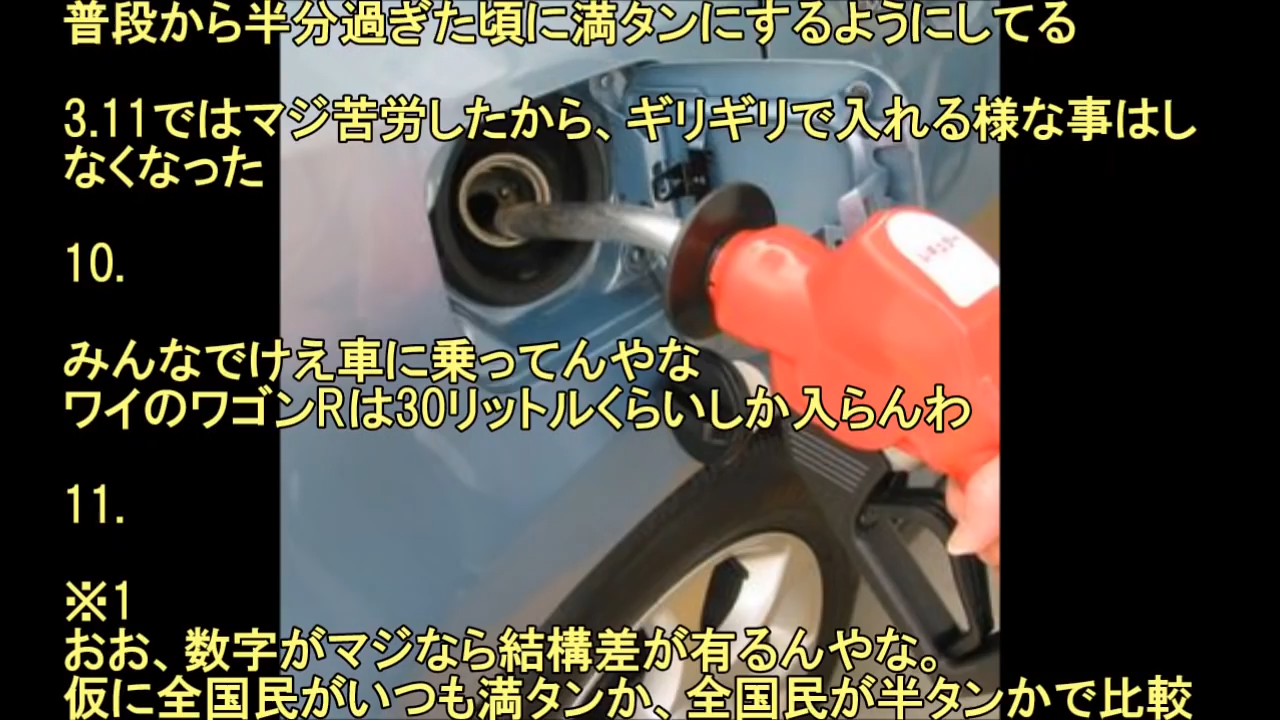 普段から半分過ぎた頃に満タンにするようにしてる
3.11ではマジ苦労したから、ギリギリで入れる様な事はし
なくなった
10.
レギュラー
みんなでけえ車に乗ってんやな
ワイのワゴンRは30リットルくらいしか入らんわ
11.
※1
おお、数字がマジなら結構差が有るんやな。
仮に全国民がいつも満タンか、全国民が半タンかで比較